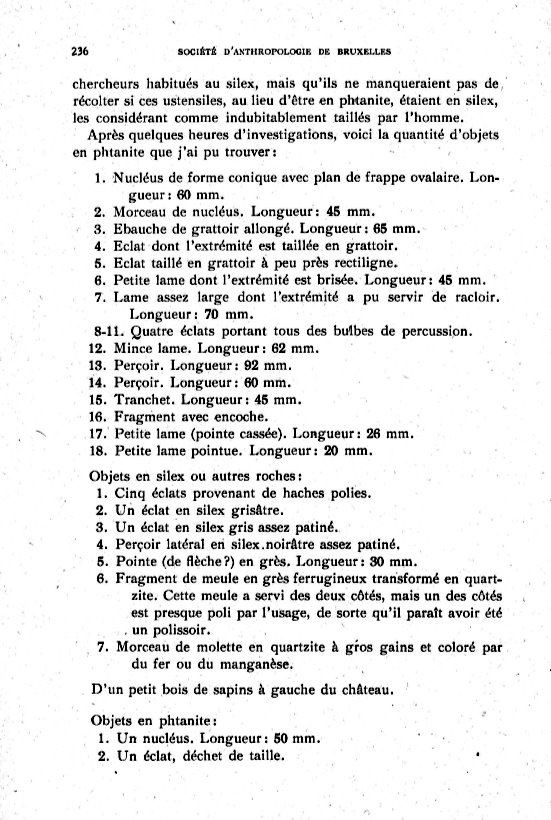 236 SOCIÉTÉ D'ANTHROPOLOGIE DE BRUXELLES
chercheurs habitués au silex, mais qu'ils ne manqueraient pas de
récolter si ces ustensiles, au lieu d'être en phtanite, étaient en silex,
les considérant comme indubitablement taillés par l'homme.
Après quelques heures d'investigations, voici la quantité d'objets
en phtanite que j'ai pu trouver:
1. Nucléus de forme conique avec plan de frappe ovalaire. Lon-
gueur: 60 mm.
2. Morceau de nucléus. Longueur: 45 mm.
3. Ebauche de grattoir allongé. Longueur: 65 mm.
4. Eclat dont l'extrémité est taillée en grattoir.
5. Eclat taillé en grattoir à peu près rectiligne.
6. Petite lame dont l'extrémité est brisée. Longueur: 45 mm.
7. Lame assez large dont l'extrémité a pu servir de racloir.
Longueur: 70 mm.
8-11. Quatre éclats portant tous des bulbes de percussion.
12. Mince lame. Longueur: 62 mm.
13. Perçoir. Longueur: 92 mm.
14. Perçoir. Longueur: 60 mm.
15. Tranchet. Longueur: 45 mm.
16. Fragment avec encoche.
17. Petite lame (pointe cassée). Longueur: 26 mm.
18. Petite lame pointue. Longueur: 20 mm.
Objets en silex ou autres roches:
1. Cinq éclats provenant de haches polies.
2. Un éclat en silex grisâtre.
3. Un éclat en silex gris assez patiné.
4. Perçoir latéral en silex noirâtre assez patiné.
5. Pointe (de flèche?) en grès. Longueur: 30 mm.
6. Fragment de meule en grès ferrugineux transformé en quart-
zite. Cette meule a servi des deux côtés, mais un des côtés
est presque poli par l'usage, de sorte qu'il paraît avoir été
un polissoir.
7. Morceau de molette en quartzite à gros gains et coloré par
du fer ou du manganèse.
D'un petit bois de sapins à gauche du château.
Objets en phtanite:
1. Un nucléus. Longueur: 50 mm.
2. Un éclat, déchet de taille.